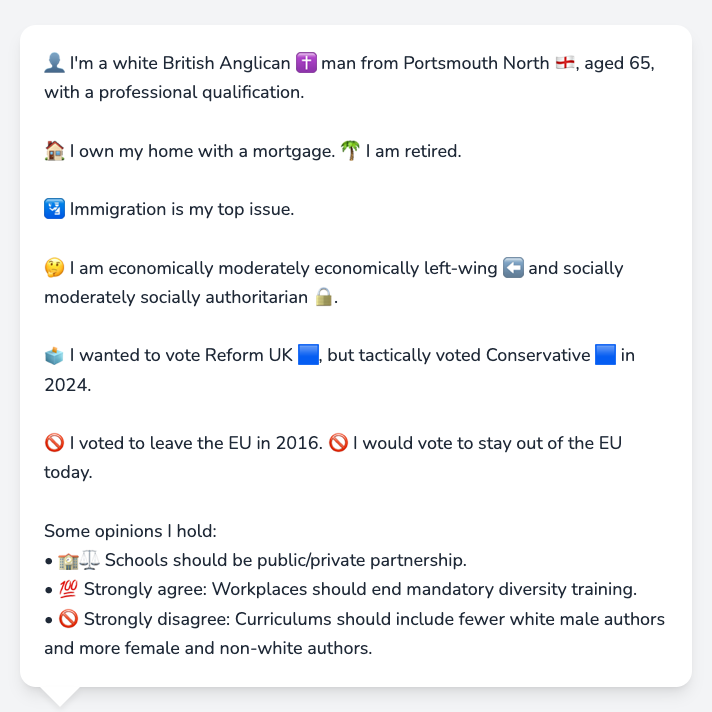 👤 I'm a white British Anglican ✝️ man from Portsmouth North 🏴󠁧󠁢󠁥󠁮󠁧󠁿, aged 65,
with a professional qualification.
🏠 I own my home with a mortgage. 🌴 I am retired.
🛂 Immigration is my top issue.
🤔 I am economically moderately economically left-wing ⬅️ and socially
moderately socially authoritarian 🔒.
🗳️ I wanted to vote Reform UK 🟦, but tactically voted Conservative 🟦 in
2024.
🚫 I voted to leave the EU in 2016. 🚫 I would vote to stay out of the EU
today.
Some opinions I hold:
• 🏫⚖️ Schools should be public/private partnership.
• 💯 Strongly agree: Workplaces should end mandatory diversity training.
• 🚫 Strongly disagree: Curriculums should include fewer white male authors
and more female and non-white authors.